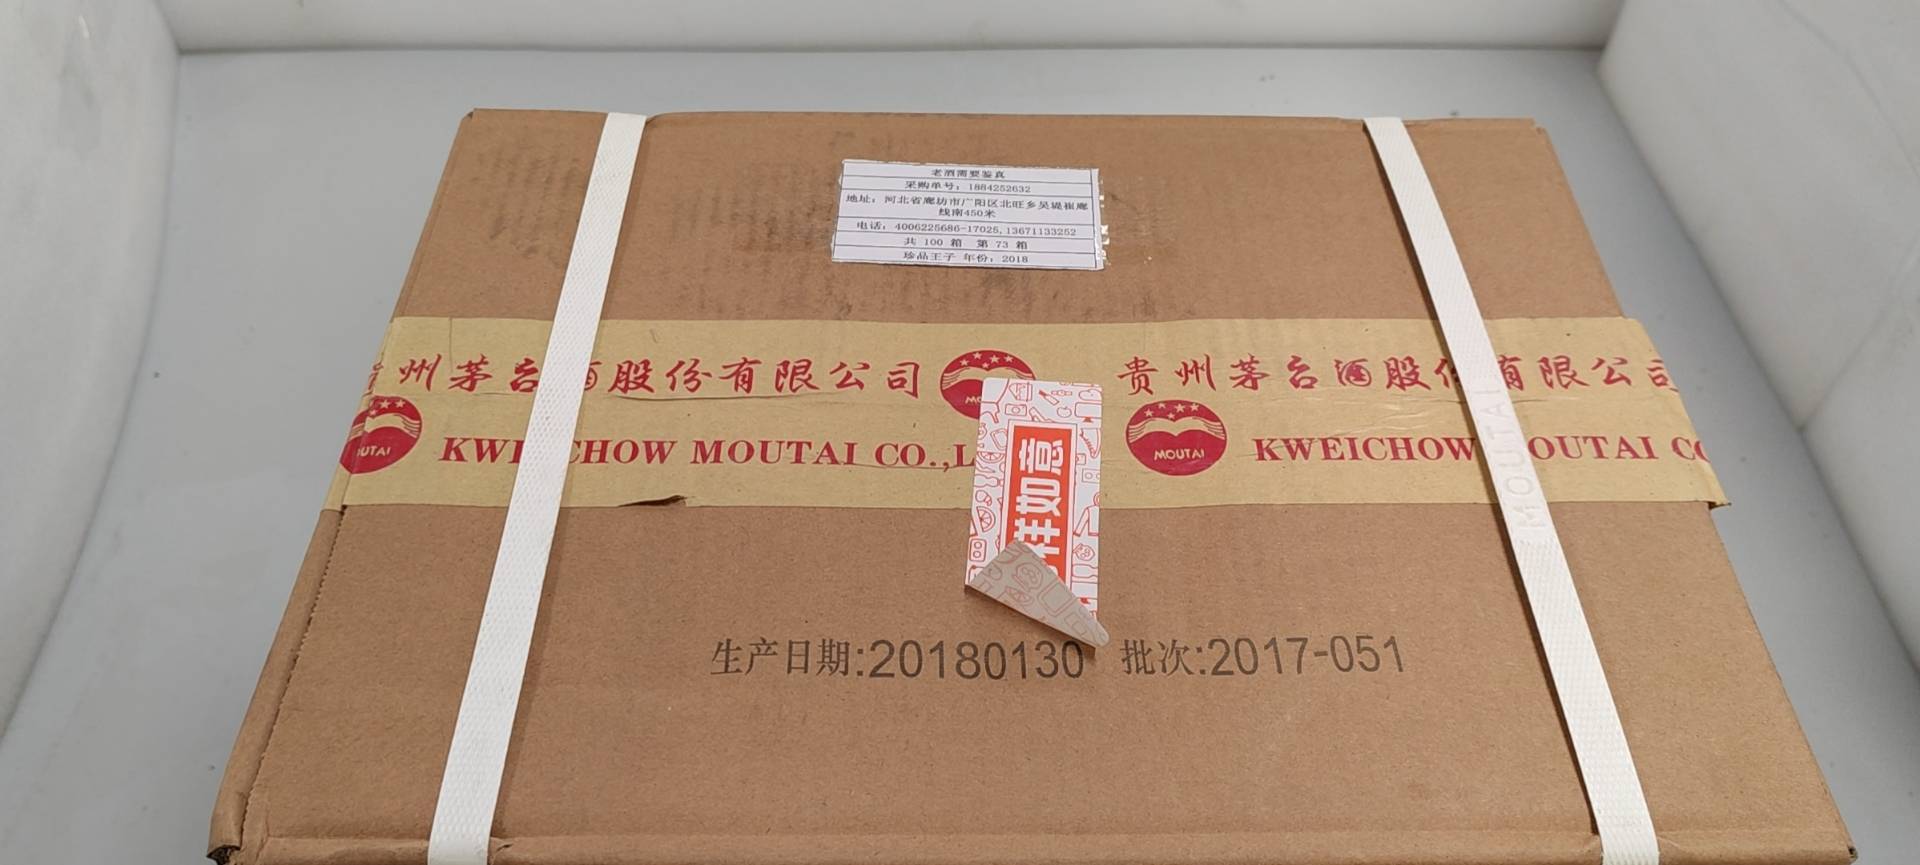 老酒需要鉴真
采购单号：1884252632
地址：河北省廊坊市广阳区北旺乡吴堤崔廊
线南450米
电话：4006225686-17025,13671133252
共 100 箱 第 73 箱
珍品王子 年份：2018
州茅台酒股份有限公司
贵州茅台酒股份有限公司
MOUTAI
KWEICHOW MOUTAI CO.,L
MOUTAI
KWEICHOW MOUTAI CO
祥如意
MOUTAI
生产日期:20180130 批次:2017-051